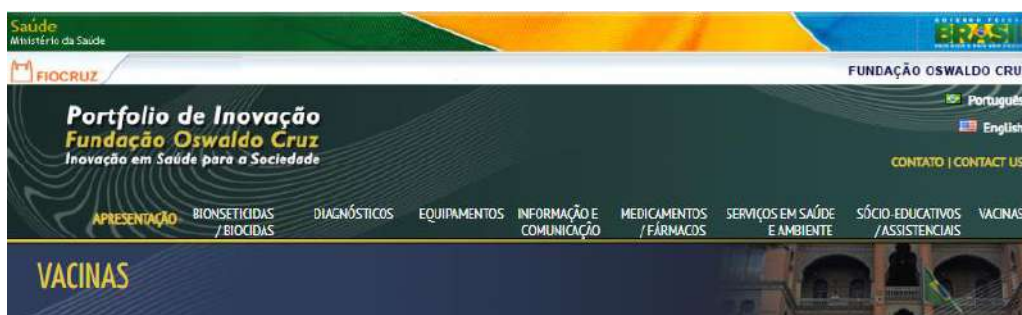 Saúde
Ministério da Saúde
BRASIL
FIOCRUZ
FUNDAÇÃO OSWALDO CRU
Portfolio de Inovação
Fundação Oswaldo Cruz
Inovação em Saúde para a Sociedade
Português
English
CONTATO | CONTACT US
APRESENTAÇÃO
BIONSETICIDAS
/ BIOCIDAS
DIAGNÓSTICOS
EQUIPAMENTOS
INFORMAÇÃO E
COMUNICAÇÃO
MEDICAMENTOS
/ FÁRMACOS
SERVIÇOS EM SAÚDE
E AMBIENTE
SÓCIO-EDUCATIVOS
/ ASSISTENCIAIS
VACINAS
VACINAS